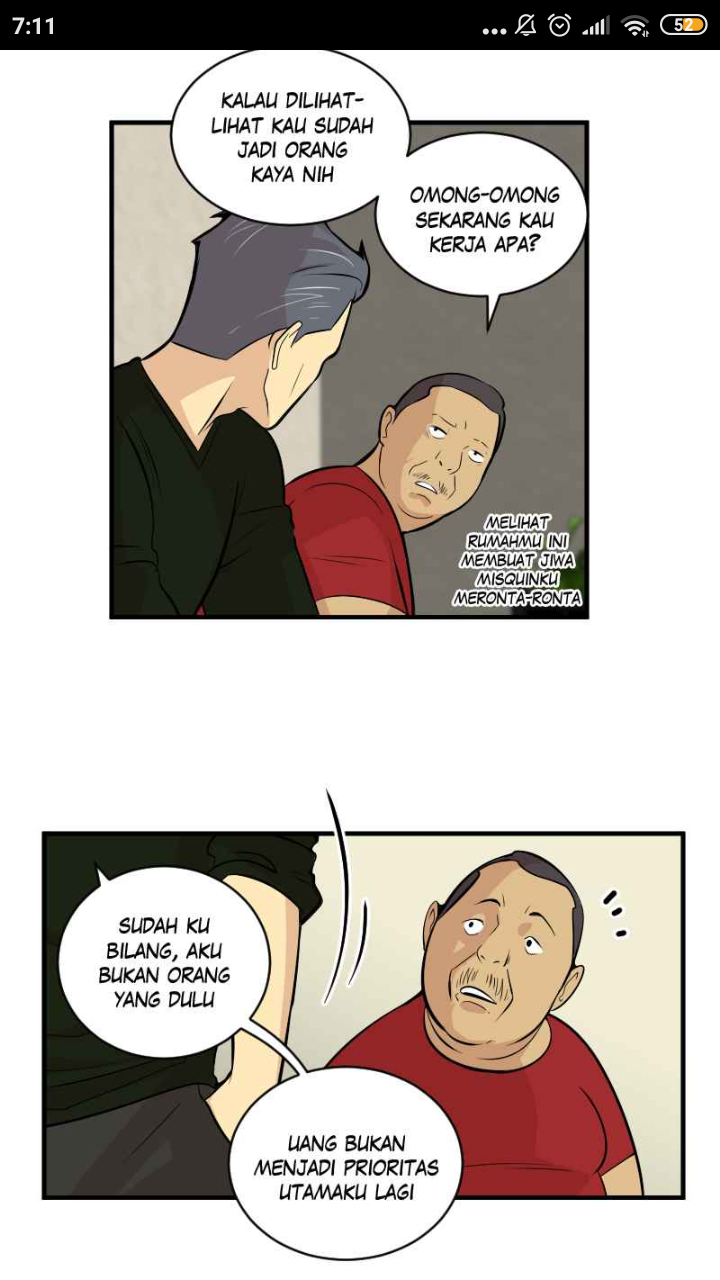 7:11
52
KALAU DILIHAT-
LIHAT KAU SUDAH
JADI ORANG
KAYA NIH
OMONG-OMONG
SEKARANG KAU
KERJA APA?
MELIHAT
RUMAHMU INI
MEMBUAT JIWA
MISQUINKU
MERONTA-RONTA
SUDAH KU
BILANG, AKU
BUKAN ORANG
YANG DULU
UANG BUKAN
MENJADI PRIORITAS
UTAMAKU LAGI